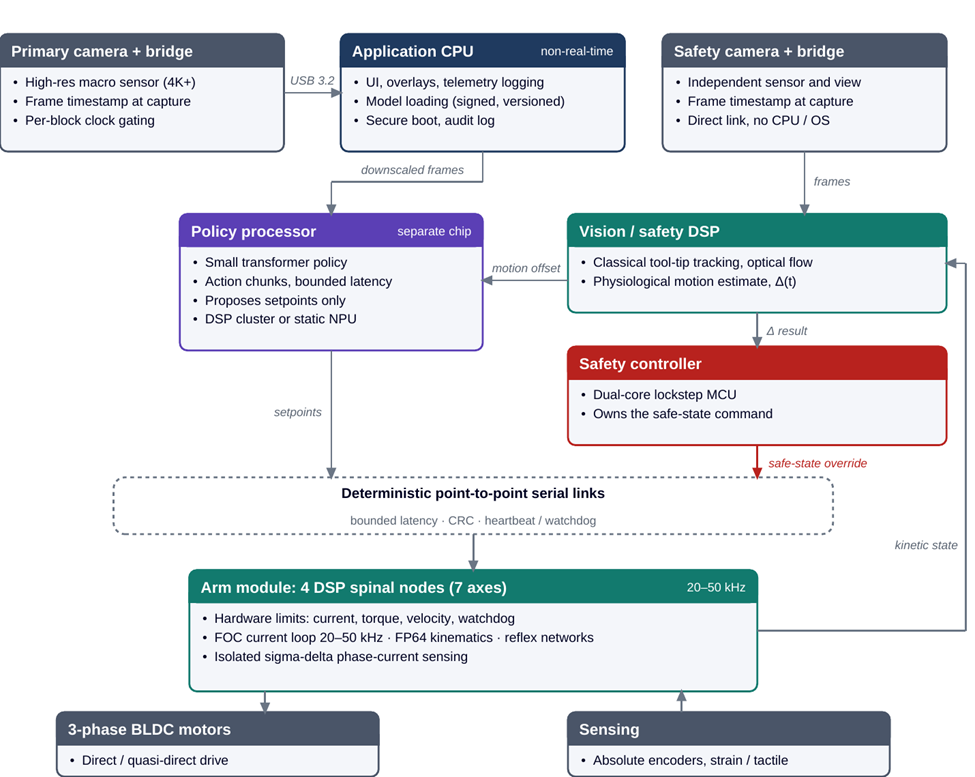 Primary camera + bridge
• High-res macro sensor (4K+)
• Frame timestamp at capture
• Per-block clock gating
USB 3.2
Application CPU non-real-time
• UI, overlays, telemetry logging
• Model loading (signed, versioned)
• Secure boot, audit log
Safety camera + bridge
• Independent sensor and view
• Frame timestamp at capture
• Direct link, no CPU / OS
downscaled frames
frames
Policy processor separate chip
• Small transformer policy
• Action chunks, bounded latency
• Proposes setpoints only
• DSP cluster or static NPU
motion offset
Vision / safety DSP
• Classical tool-tip tracking, optical flow
• Physiological motion estimate, Δ(t)
Δ result
Safety controller
• Dual-core lockstep MCU
• Owns the safe-state command
setpoints
safe-state override
Deterministic point-to-point serial links
bounded latency · CRC · heartbeat / watchdog
kinetic state
Arm module: 4 DSP spinal nodes (7 axes) 20–50 kHz
• Hardware limits: current, torque, velocity, watchdog
• FOC current loop 20–50 kHz · FP64 kinematics · reflex networks
• Isolated sigma-delta phase-current sensing
3-phase BLDC motors
• Direct / quasi-direct drive
Sensing
• Absolute encoders, strain / tactile